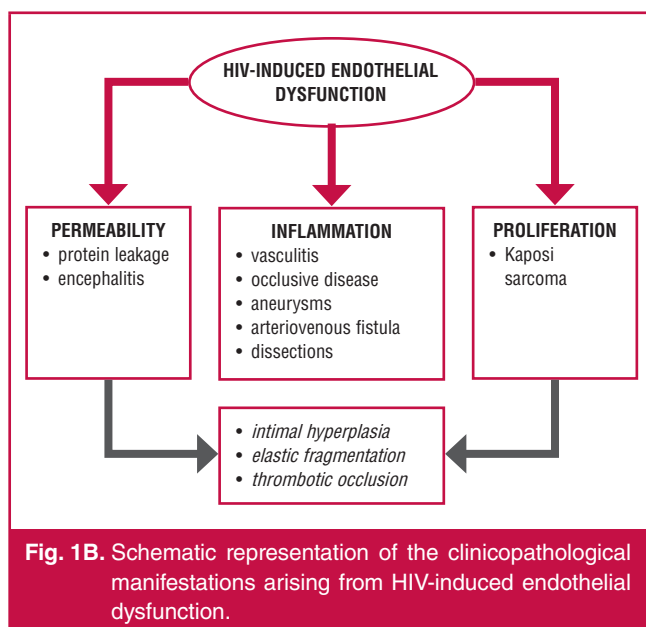 HIV-INDUCED ENDOTHELIAL
DYSFUNCTION
PERMEABILITY
• protein leakage
• encephalitis
INFLAMMATION
• vasculitis
• occlusive disease
• aneurysms
• arteriovenous fistula
• dissections
PROLIFERATION
• Kaposi
sarcoma
• intimal hyperplasia
• elastic fragmentation
• thrombotic occlusion
Fig. 1B. Schematic representation of the clinicopathological
manifestations arising from HIV-induced endothelial
dysfunction.